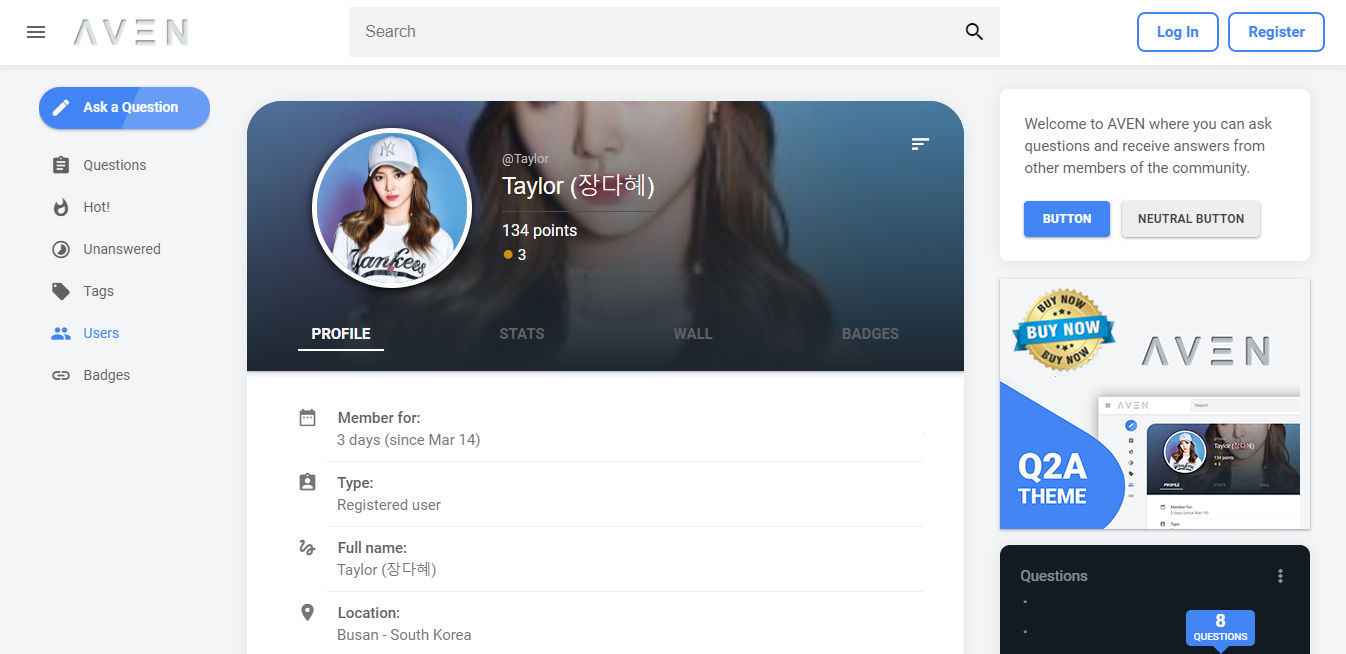 AVEN
Search
Log In
Register
Ask a Question
Questions
Hot!
Unanswered
Tags
Users
Badges
NY
Yankees
@Taylor
Taylor (장다혜)
134 points
3
PROFILE
STATS
WALL
BADGES
Member for:
3 days (since Mar 14)
Type:
Registered user
Full name:
Taylor (장다혜)
Location:
Busan - South Korea
Welcome to AVEN where you can ask
questions and receive answers from
other members of the community.
BUTTON
NEUTRAL BUTTON
BUY NOW
BUY NOW
BUY NOW
AVEN
AVEN
Search
Taylor (장다혜)
134 points
3
PROFILE
STATS
WALL
Member for:
3 days (since Mar 14)
Type:
Q2A
THEME
Questions
8
QUESTIONS